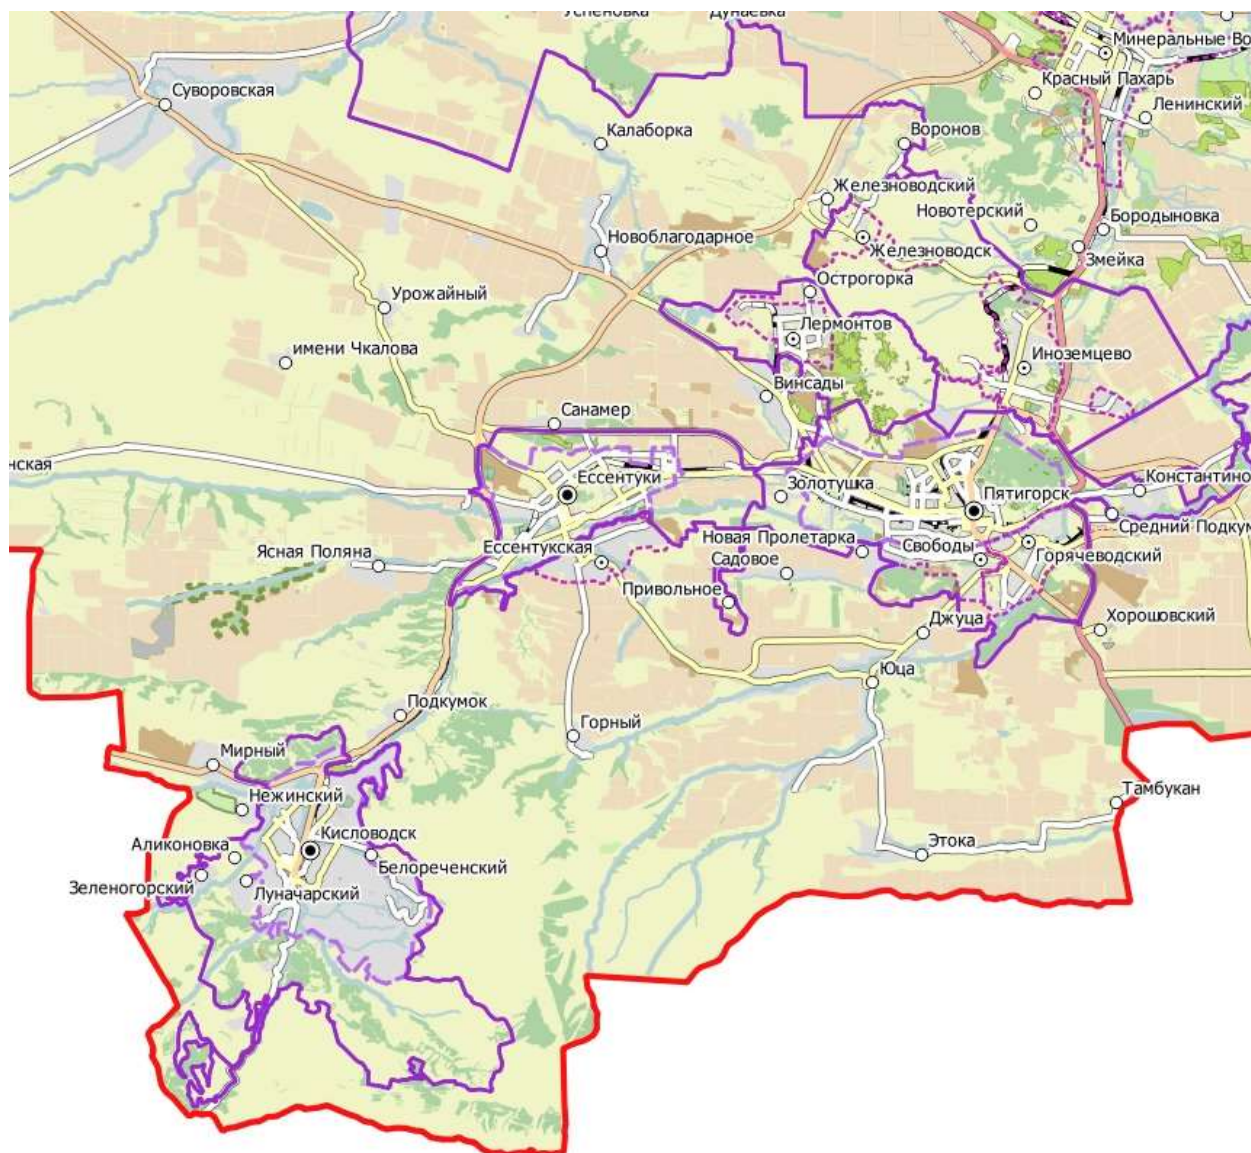 Успеновка
Дунаевка
Минеральные Во
Красный Пахарь
Суворовская
Ленинский
Калаборка
Воронов
Железноводский
Новотерский
Бородыновка
Новоблагодарное
Железноводск
Змейка
Острогорка
Урожайный
Лермонтов
имени Чкалова
Иноземцево
Винсады
Санамер
нская
Ессентуки
Золотушка
Константино
Пятигорск
Средний Подкум
Ясная Поляна
Ессентукская
Новая Пролетарка
Свободы
Горячеводский
Садовое
Привольное
Джуца
Хорошовский
Юца
Подкумок
Горный
Мирный
Нежинский
Тамбукан
Кисловодск
Этока
Аликоновка
Белореченский
Зеленогорский
Луначарский